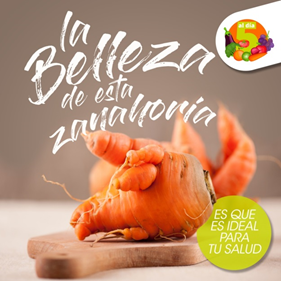 la
Belleza
de esta
zanahoria
al día
5
ES QUE
ES IDEAL
PARA
TU SALUD